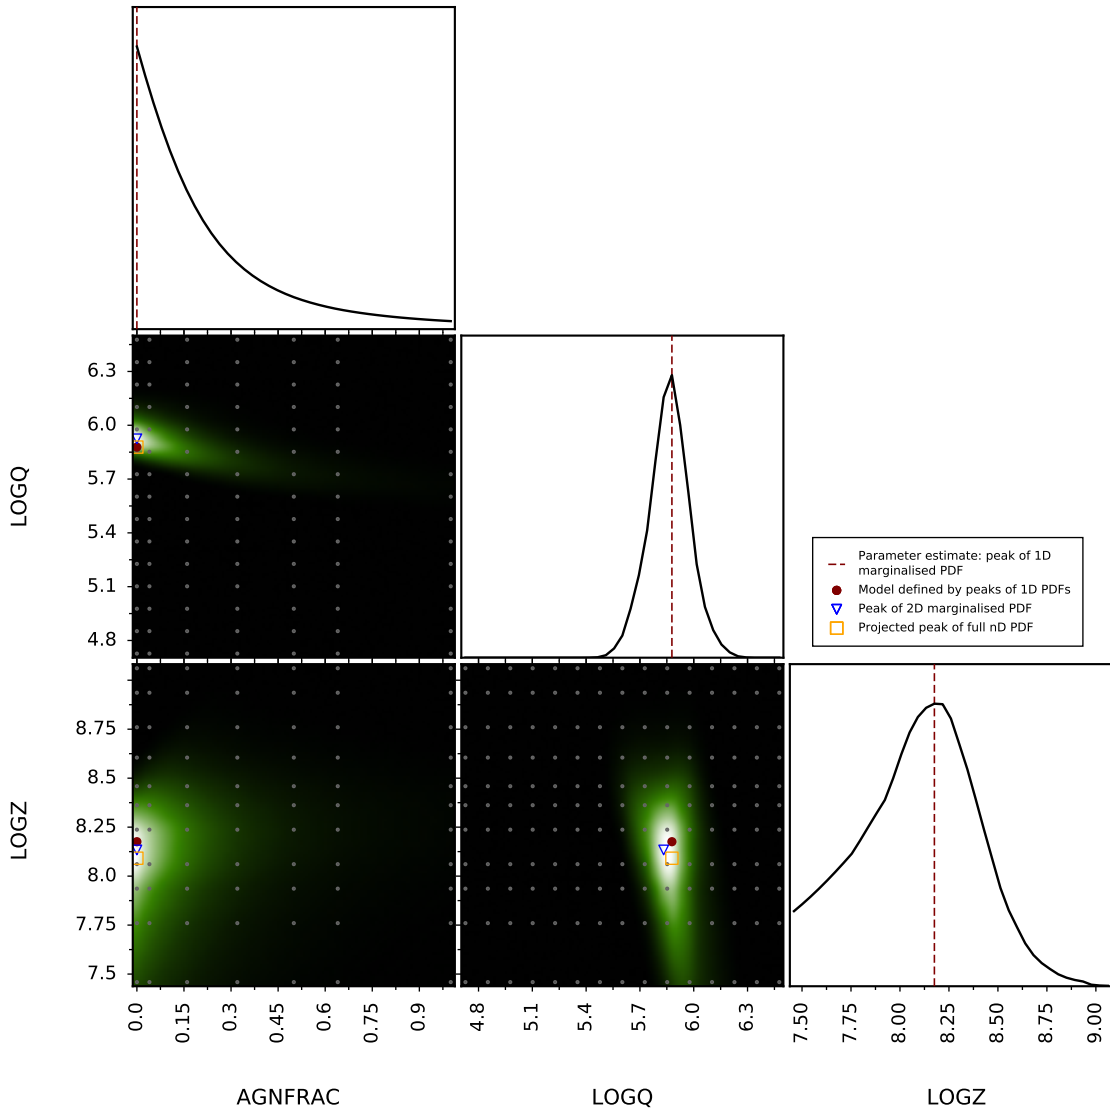 6.3
6.0
5.7
5.4
5.1
4.8
LOGQ
Parameter estimate: peak of 1D
marginalised PDF
Model defined by peaks of 1D PDFs
Peak of 2D marginalised PDF
Projected peak of full nD PDF
8.75
8.5
8.25
8.0
7.75
7.5
LOGZ
0.0 0.15 0.3 0.45 0.6 0.75 0.9
4.8 5.1 5.4 5.7 6.0 6.3
7.50 7.75 8.00 8.25 8.50 8.75 9.00
AGNFRAC LOGQ LOGZ